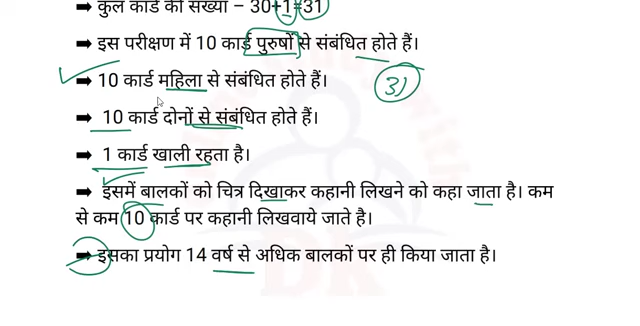 ➡ कुल कार्ड की संख्या – 30+1=31
➡ इस परीक्षण में 10 कार्ड पुरुषों से संबंधित होते हैं।
➡ 10 कार्ड महिला से संबंधित होते हैं।
31
➡ 10 कार्ड दोनों से संबंधित होते हैं।
➡ 1 कार्ड खाली रहता है।
➡ इसमें बालकों को चित्र दिखाकर कहानी लिखने को कहा जाता है। कम
से कम 10 कार्ड पर कहानी लिखवाये जाते है।
➡ इसका प्रयोग 14 वर्ष से अधिक बालकों पर ही किया जाता है।